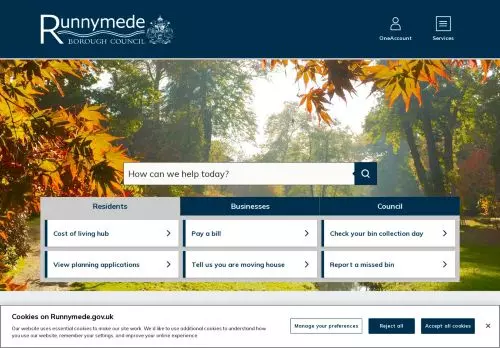 Runnymede
BOROUGH COUNCIL
OneAccount
Services
How can we help today?
Residents
Businesses
Council
Cost of living hub
Pay a bill
Check your bin collection day
View planning applications
Tell us you are moving house
Report a missed bin
Cookies on Runnymede.gov.uk
Our website uses essential cookies to make our site work. We'd like to use additional cookies to understand how
you use our website, remember your settings, and improve your online experience.
Manage your preferences
Reject all
Accept all cookies